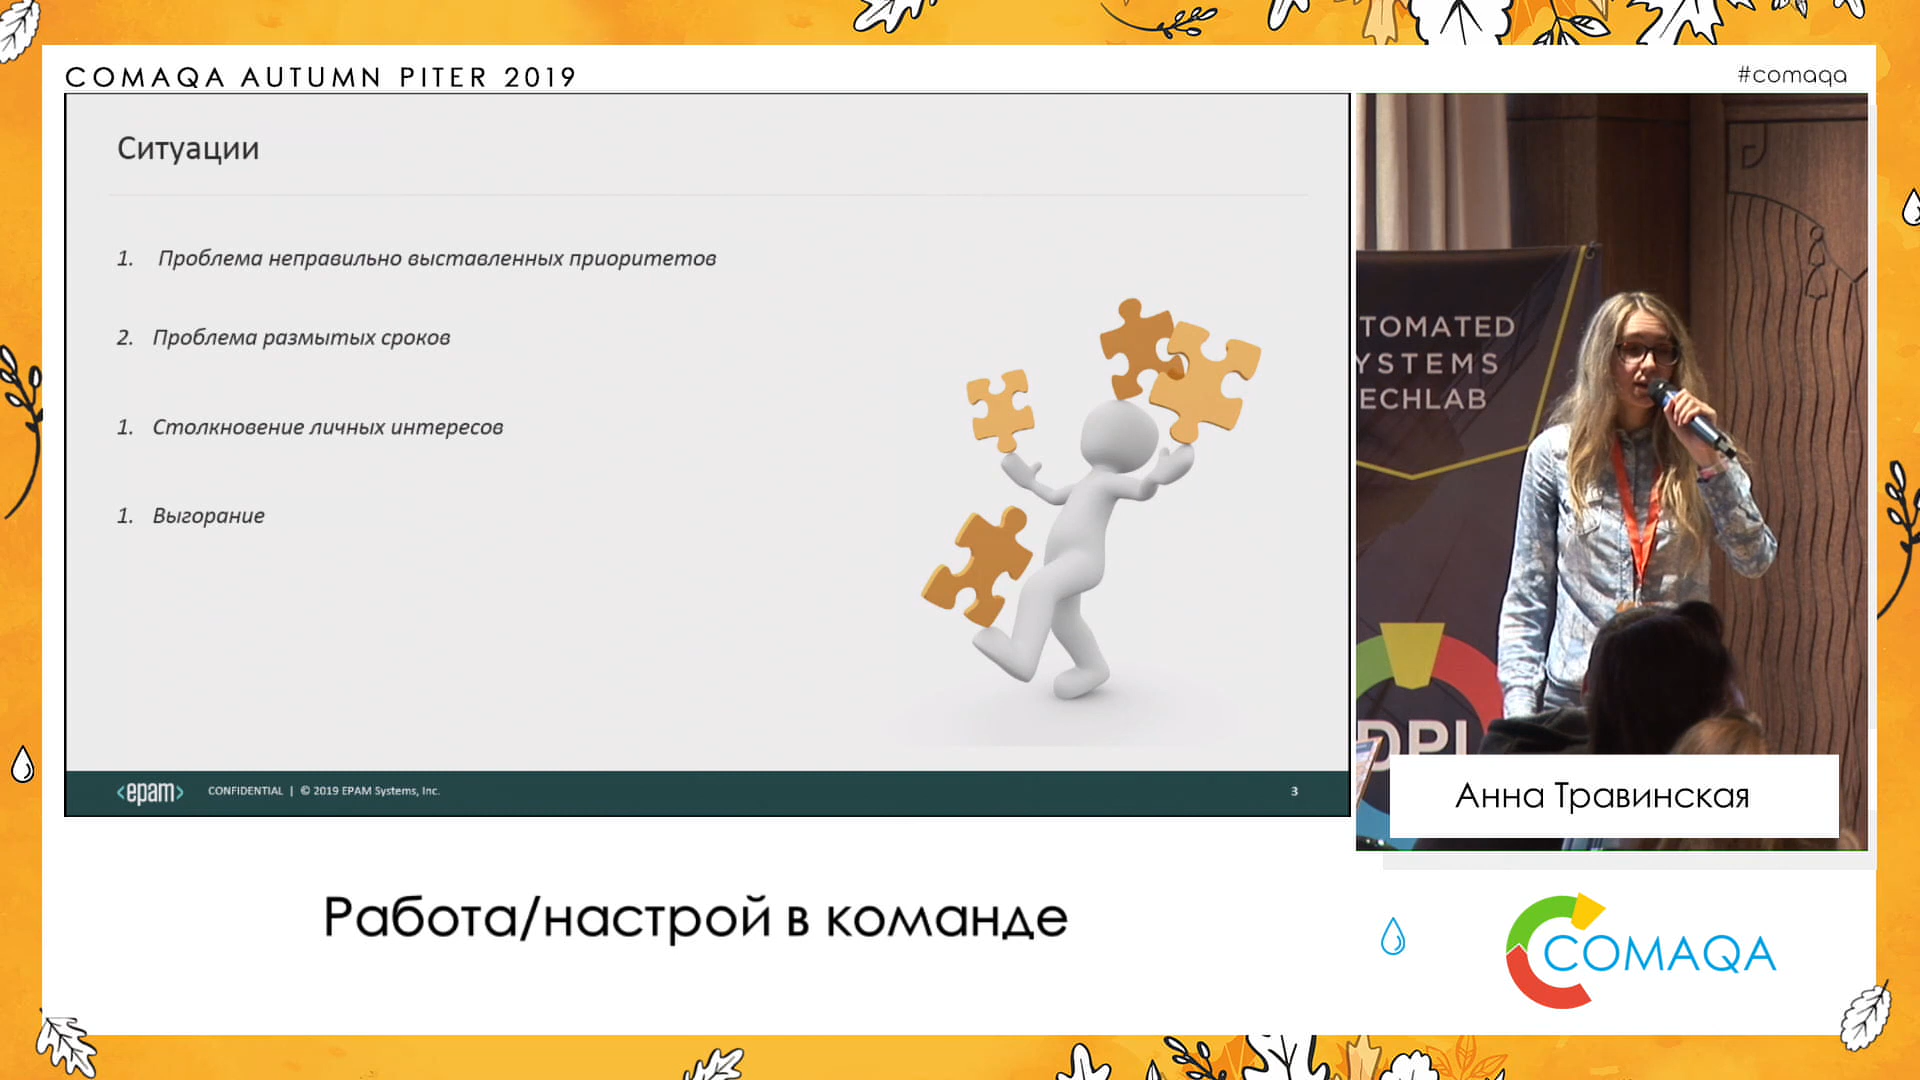 COMAQA AUTUMN PITER 2019
#comaqa
Ситуации
1. Проблема неправильно выставленных приоритетов
2. Проблема размытых сроков
1. Столкновение личных интересов
1. Выгорание
<epam> CONFIDENTIAL | © 2019 EPAM Systems, Inc. 3
TOMATED
YSTEMS
ECHLAB
DPI
Анна Травинская
Работа/настрой в команде
COMAQA